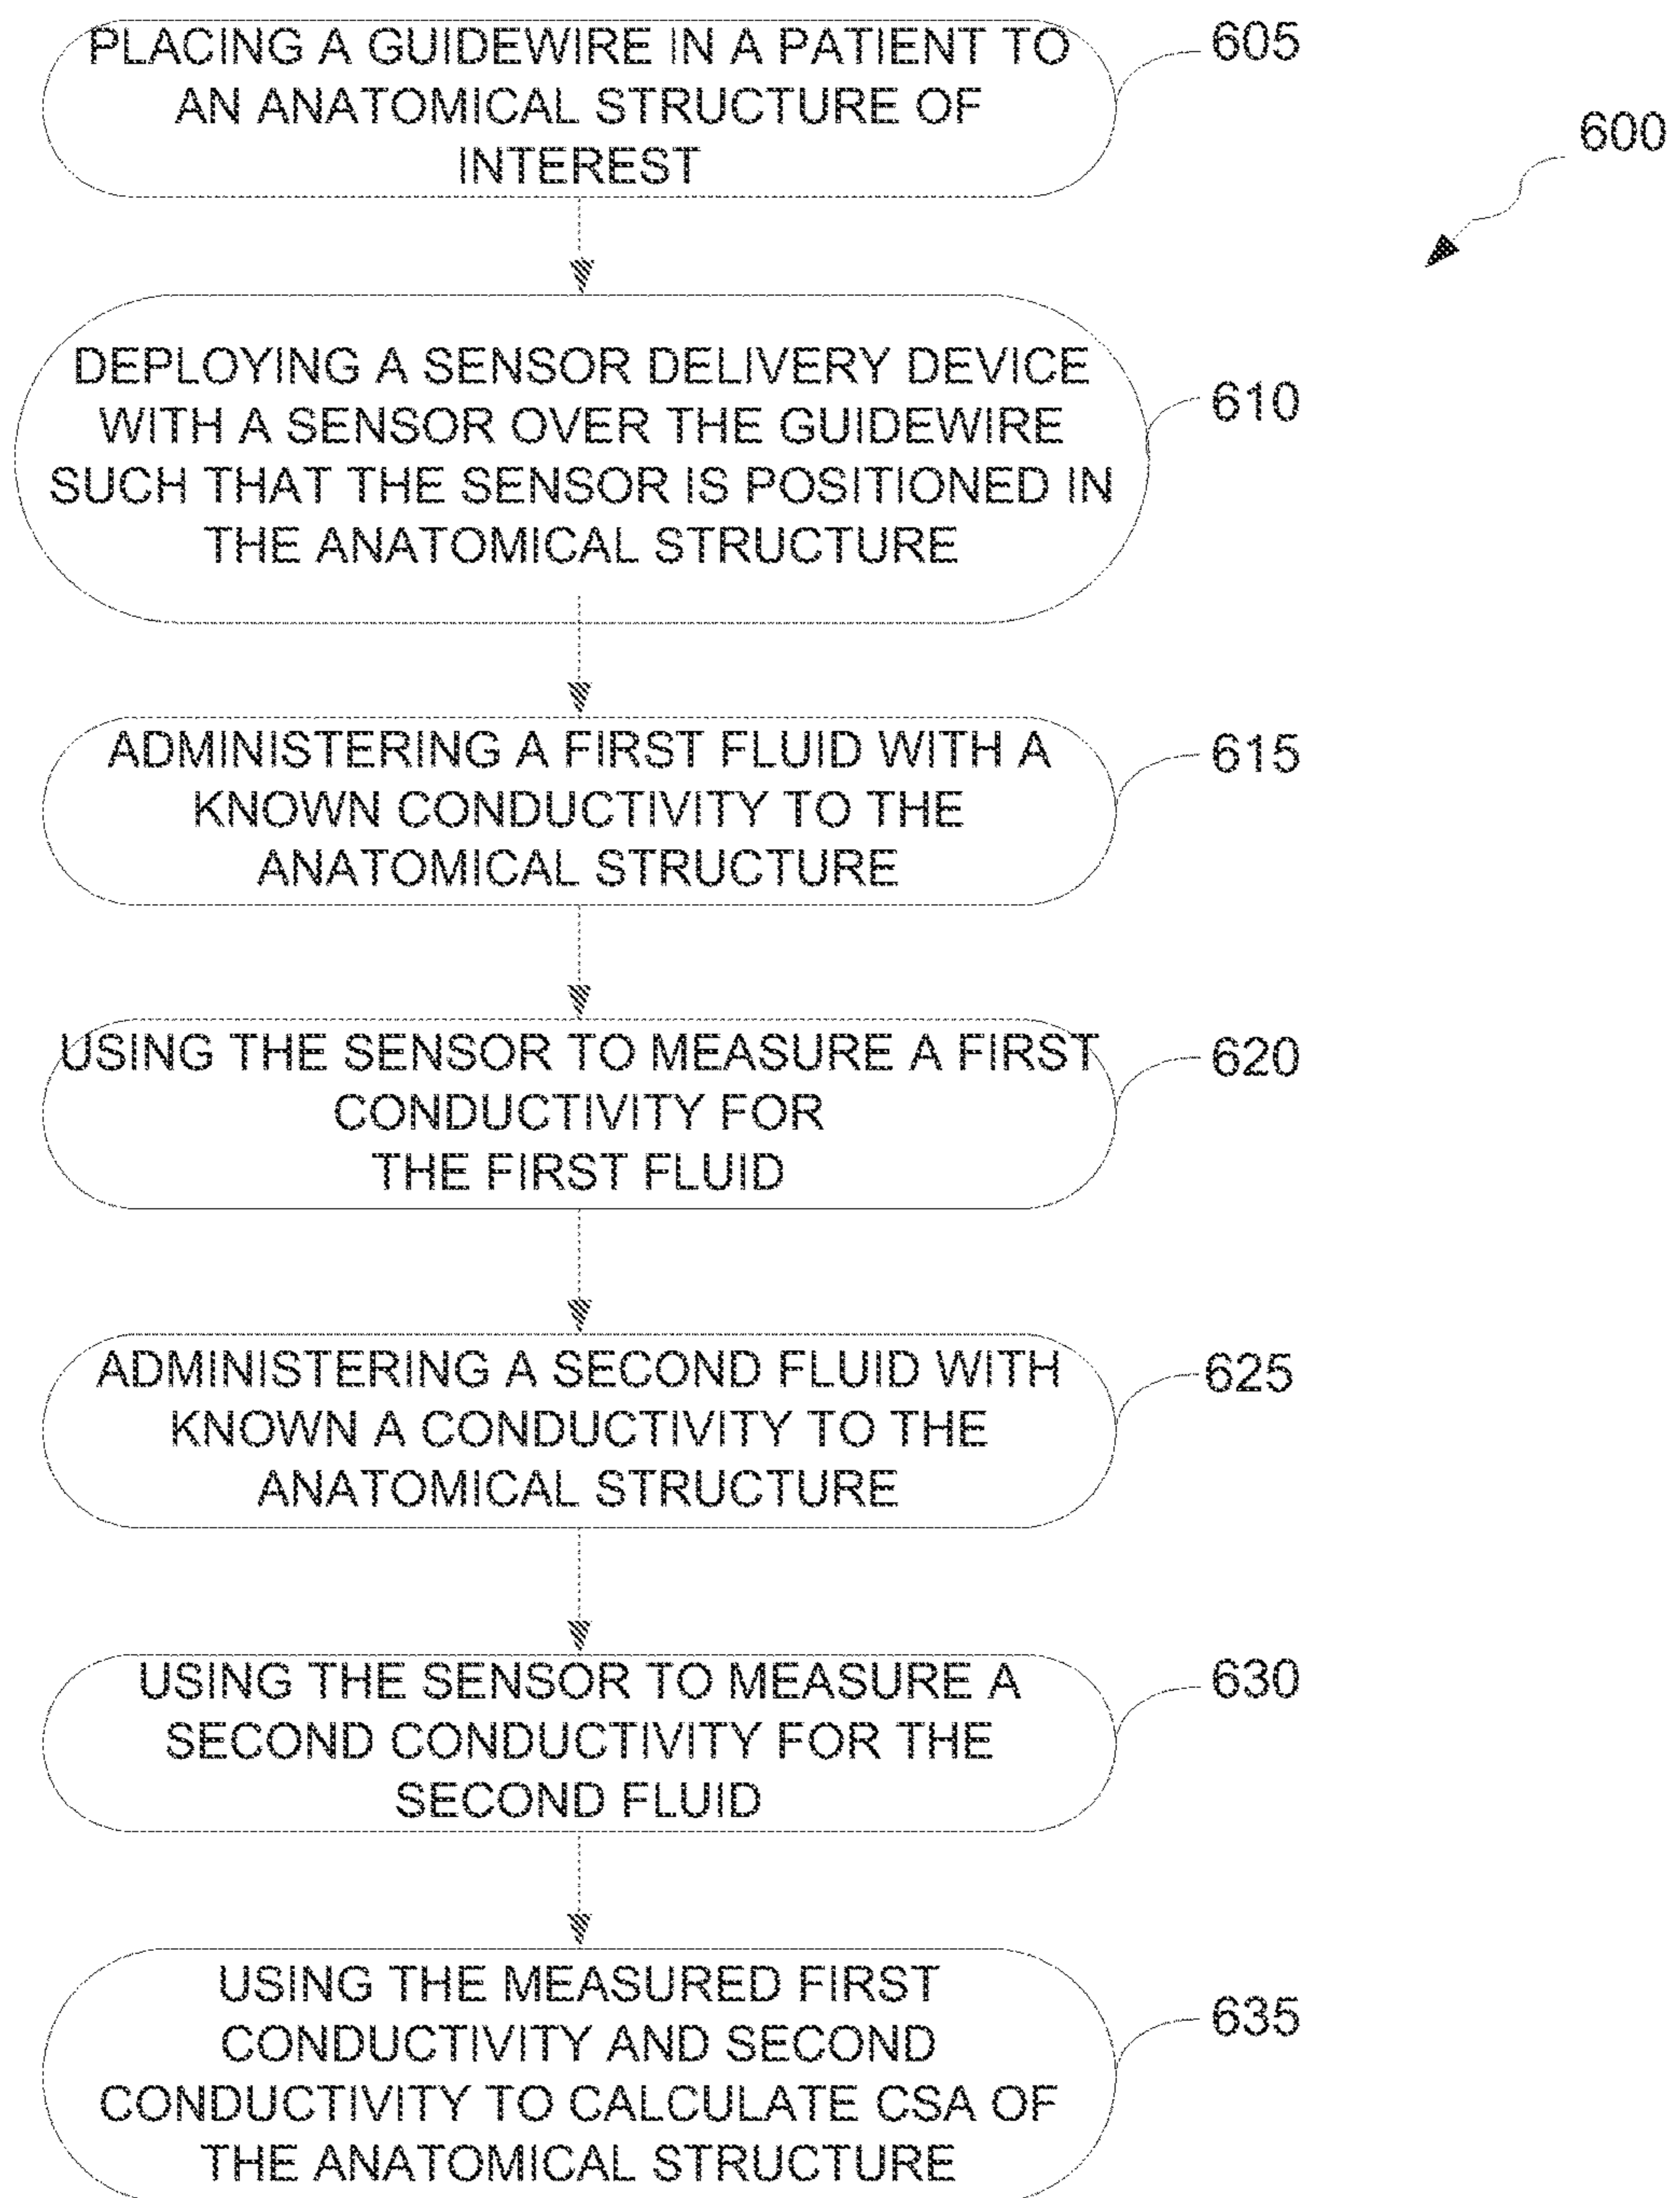 PLACING A GUIDEWIRE IN A PATIENT TO
AN ANATOMICAL STRUCTURE OF
INTEREST
605
600
DEPLOYING A SENSOR DELIVERY DEVICE
WITH A SENSOR OVER THE GUIDEWIRE
SUCH THAT THE SENSOR IS POSITIONED IN
THE ANATOMICAL STRUCTURE
610
ADMINISTERING A FIRST FLUID WITH A
KNOWN CONDUCTIVITY TO THE
ANATOMICAL STRUCTURE
615
USING THE SENSOR TO MEASURE A FIRST
CONDUCTIVITY FOR
THE FIRST FLUID
620
ADMINISTERING A SECOND FLUID WITH
KNOWN A CONDUCTIVITY TO THE
ANATOMICAL STRUCTURE
625
USING THE SENSOR TO MEASURE A
SECOND CONDUCTIVITY FOR THE
SECOND FLUID
630
USING THE MEASURED FIRST
CONDUCTIVITY AND SECOND
CONDUCTIVITY TO CALCULATE CSA OF
THE ANATOMICAL STRUCTURE
635